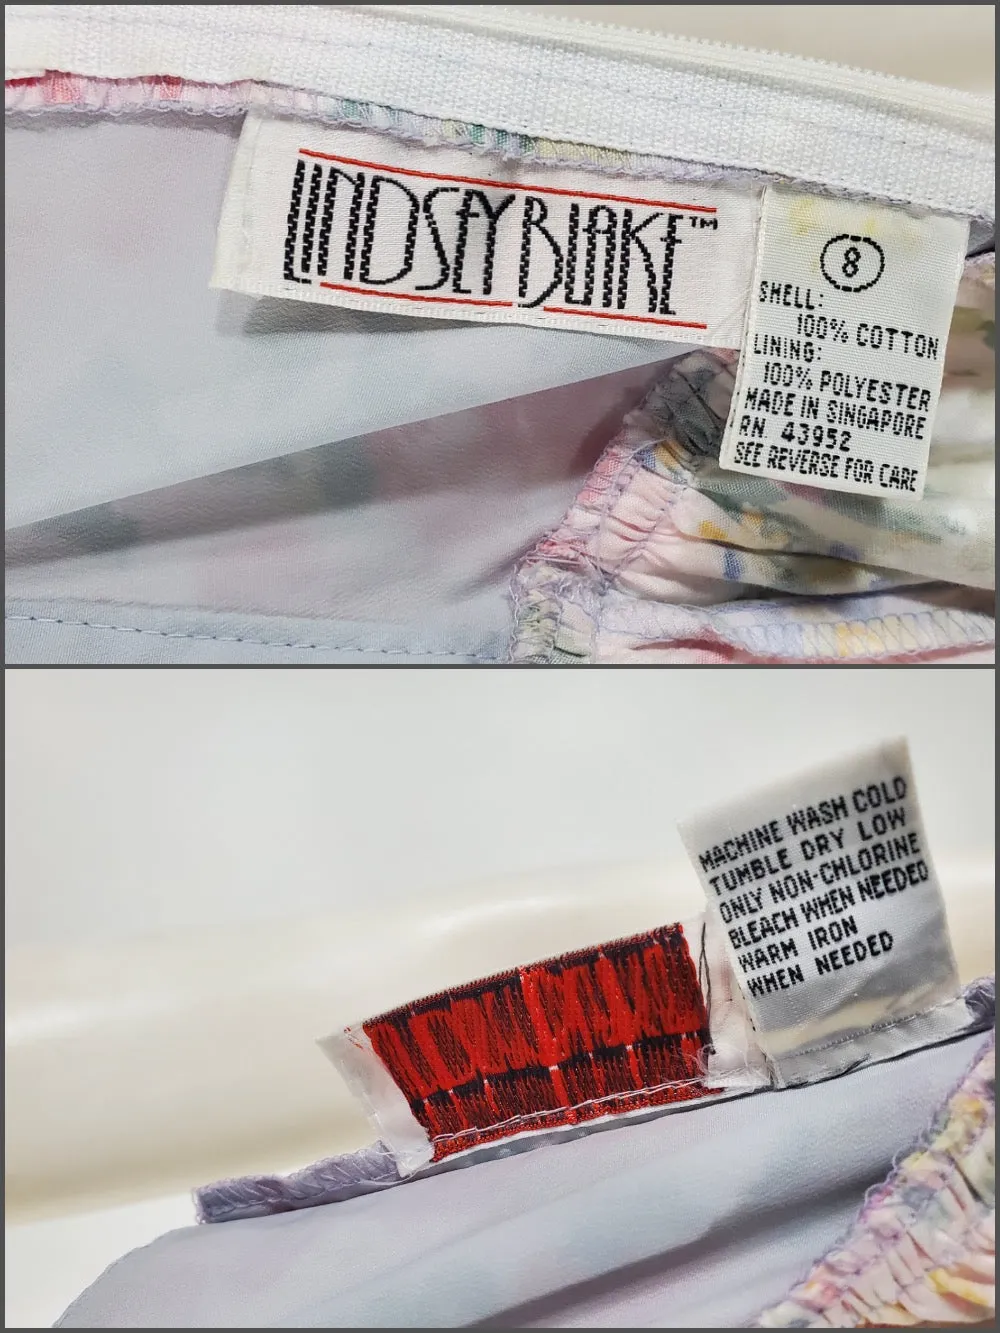 LINDSEY BLAKE™
8
SHELL:
100% COTTON
LINING:
100% POLYESTER
MADE IN SINGAPORE
RN. 43952
SEE REVERSE FOR CARE
MACHINE WASH COLD
TUMBLE DRY LOW
ONLY NON-CHLORINE
BLEACH WHEN NEEDED
WARM IRON
WHEN NEEDED